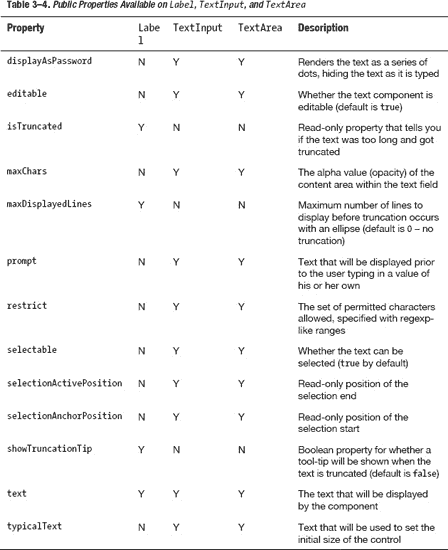 Table 3–4. Public Properties Available on Label, TextInput, and TextArea
Property Labe TextInput TextArea Description
l
displayAsPassword N Y Y Renders the text as a series of
dots, hiding the text as it is typed
editable N Y Y Whether the text component is
editable (default is true)
isTruncated Y N N Read-only property that tells you
if the text was too long and got
truncated
maxChars N Y Y The alpha value (opacity) of the
content area within the text field
maxDisplayedLines Y N N Maximum number of lines to
display before truncation occurs
with an ellipse (default is 0 – no
truncation)
prompt N Y Y Text that will be displayed prior
to the user typing in a value of
his or her own
restrict N Y Y The set of permitted characters
allowed, specified with regexp-
like ranges
selectable N Y Y Whether the text can be
selected (true by default)
selectionActivePosition N Y Y Read-only position of the
selection end
selectionAnchorPosition N Y Y Read-only position of the
selection start
showTruncationTip Y N N Boolean property for whether a
tool-tip will be shown when the
text is truncated (default is false)
text Y Y Y The text that will be displayed
by the component
typicalText N Y Y Text that will be used to set the
initial size of the control